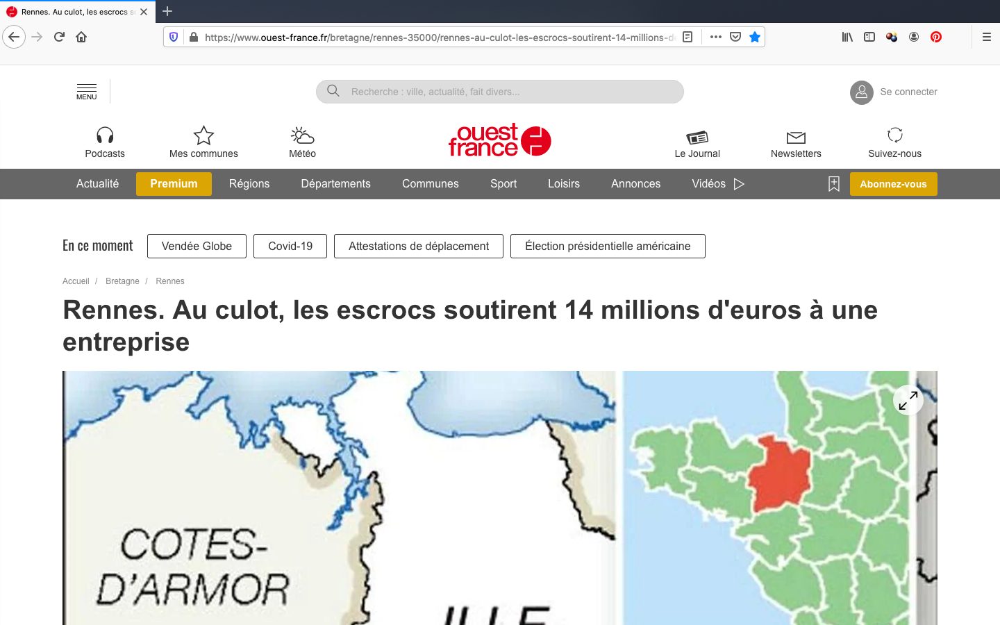 Rennes. Au culot, les escrocs s
https://www.ouest-france.fr/bretagne/rennes-35000/rennes-au-culot-les-escrocs-soutirent-14-millions-d
MENU
Recherche : ville, actualité, fait divers...
Se connecter
Podcasts
Mes communes
Météo
ouest
france
Le Journal
Newsletters
Suivez-nous
Actualité
Premium
Régions
Départements
Communes
Sport
Loisirs
Annonces
Vidéos
Abonnez-vous
En ce moment
Vendée Globe
Covid-19
Attestations de déplacement
Élection présidentielle américaine
Accueil / Bretagne / Rennes
Rennes. Au culot, les escrocs soutirent 14 millions d'euros à une
entreprise
COTES-
D'ARMOR
ILLE